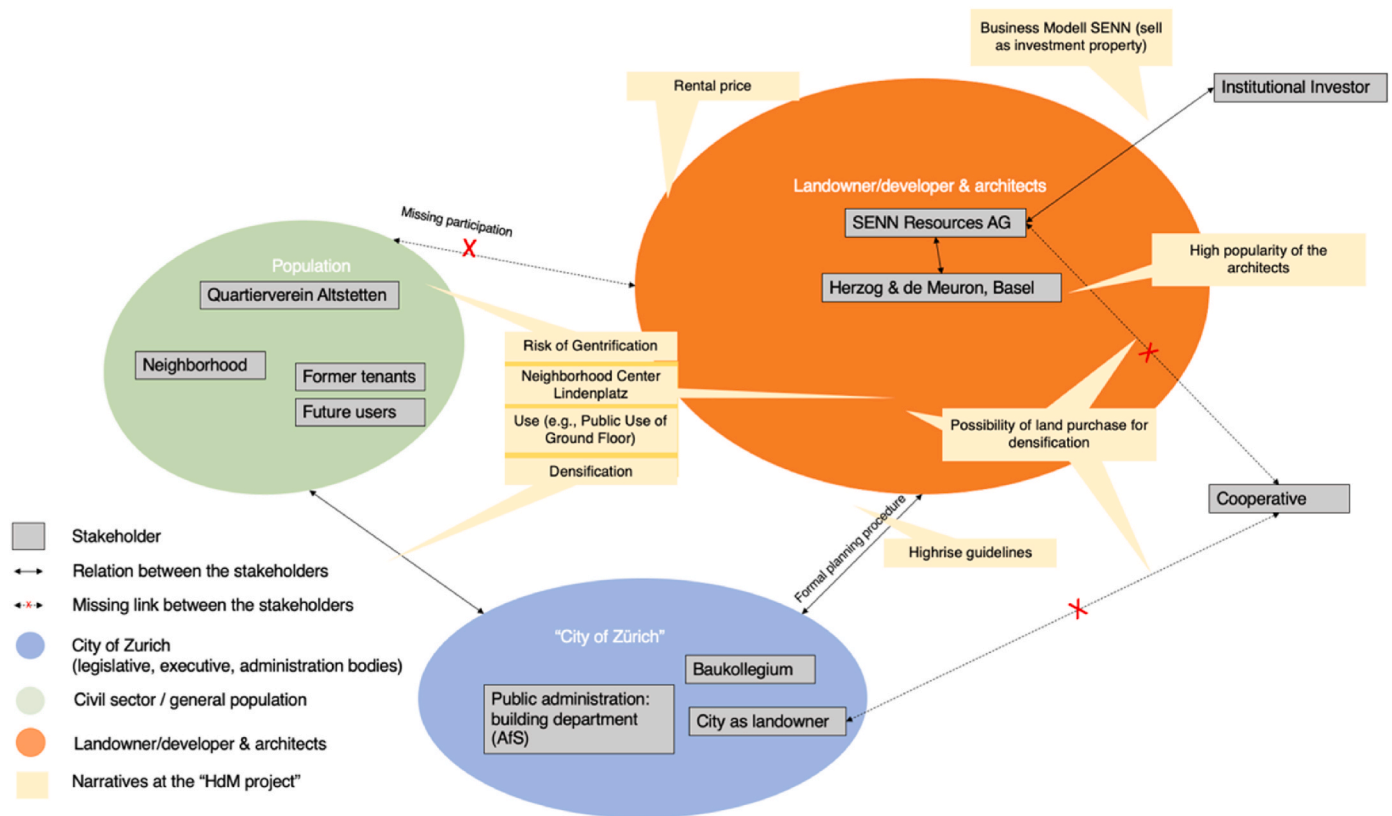 Business Modell SENN (sell
as investment property)
Rental price
Institutional Investor
Landowner/developer & architects
SENN Resources AG
Missing participation
X
High popularity of the
architects
Population
Quartierverein Altstetten
Herzog & de Meuron, Basel
Risk of Gentrification
Neighborhood
Former tenants
Neighborhood Center
Lindenplatz
Future users
Use (e.g., Public Use of
Ground Floor)
Possibility of land purchase for
densification
Densification
Cooperative
Formal planning procedure
Highrise guidelines
"City of Zürich"
Baukollegium
Public administration:
building department
(AfS)
City as landowner
Stakeholder
Relation between the stakeholders
Missing link between the stakeholders
City of Zurich
(legislative, executive, administration bodies)
Civil sector / general population
Landowner/developer & architects
Narratives at the "HdM project"